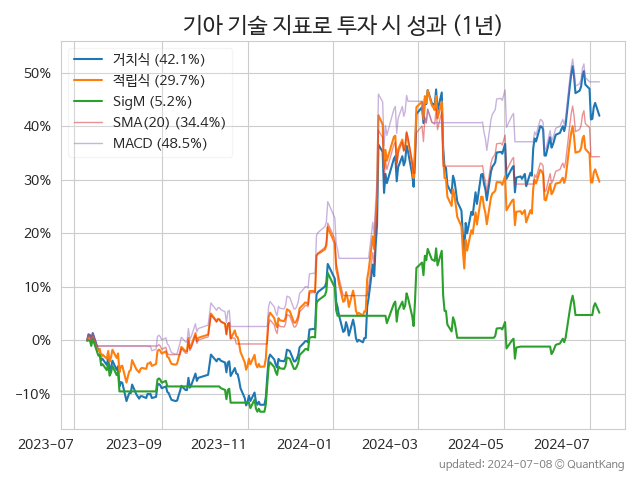 기아 기술 지표로 투자 시 성과 (1년)
거치식 (42.1%)
적립식 (29.7%)
SigM (5.2%)
SMA(20) (34.4%)
MACD (48.5%)
50%
40%
30%
20%
10%
0%
−10%
2023-07
2023-09
2023-11
2024-01
2024-03
2024-05
2024-07
updated: 2024-07-08 © QuantKang